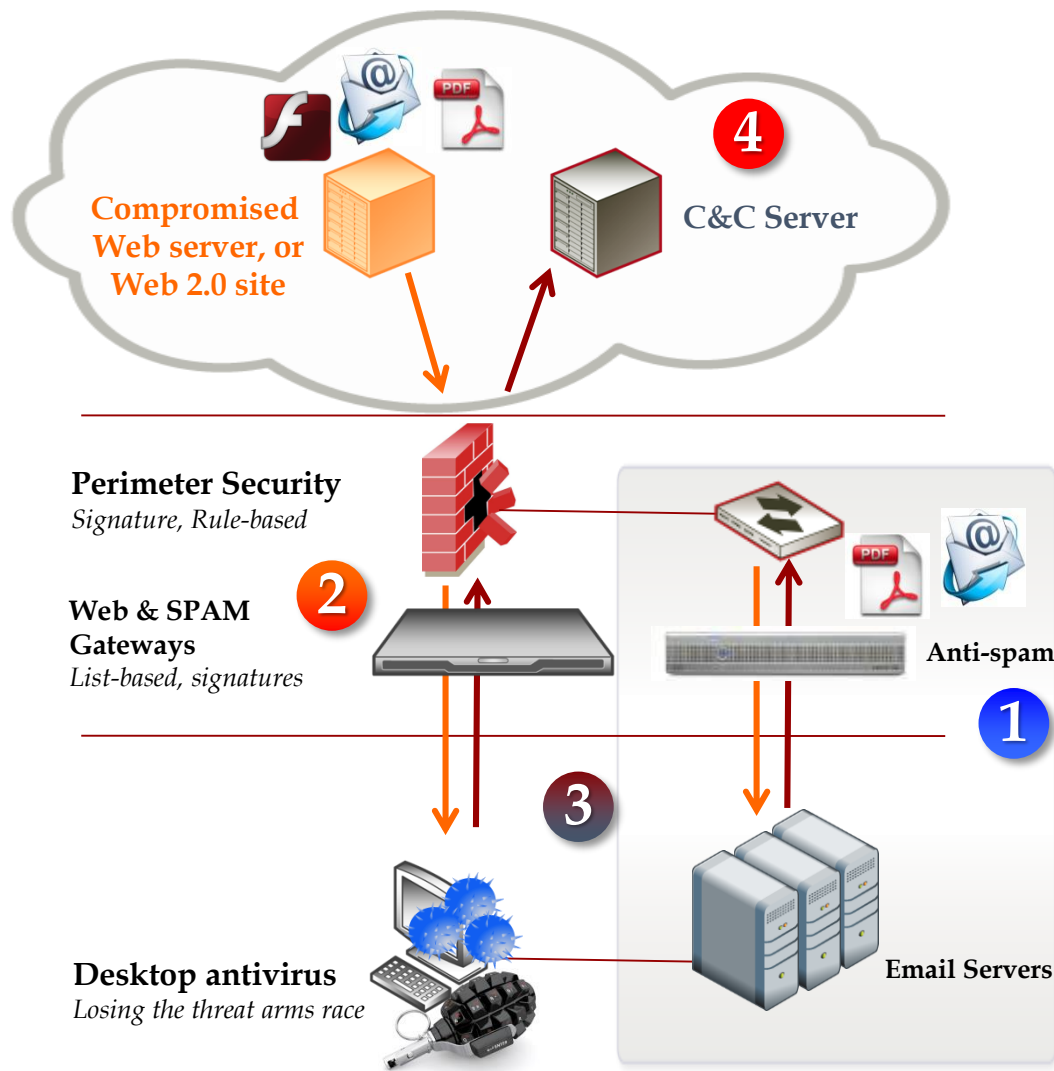 PDF
4
Compromised
Web server, or
Web 2.0 site
C&C Server
Perimeter Security
Signature, Rule-based
PDF
2
Web & SPAM
Gateways
List-based, signatures
Anti-spam
1
3
Desktop antivirus
Losing the threat arms race
Email Servers